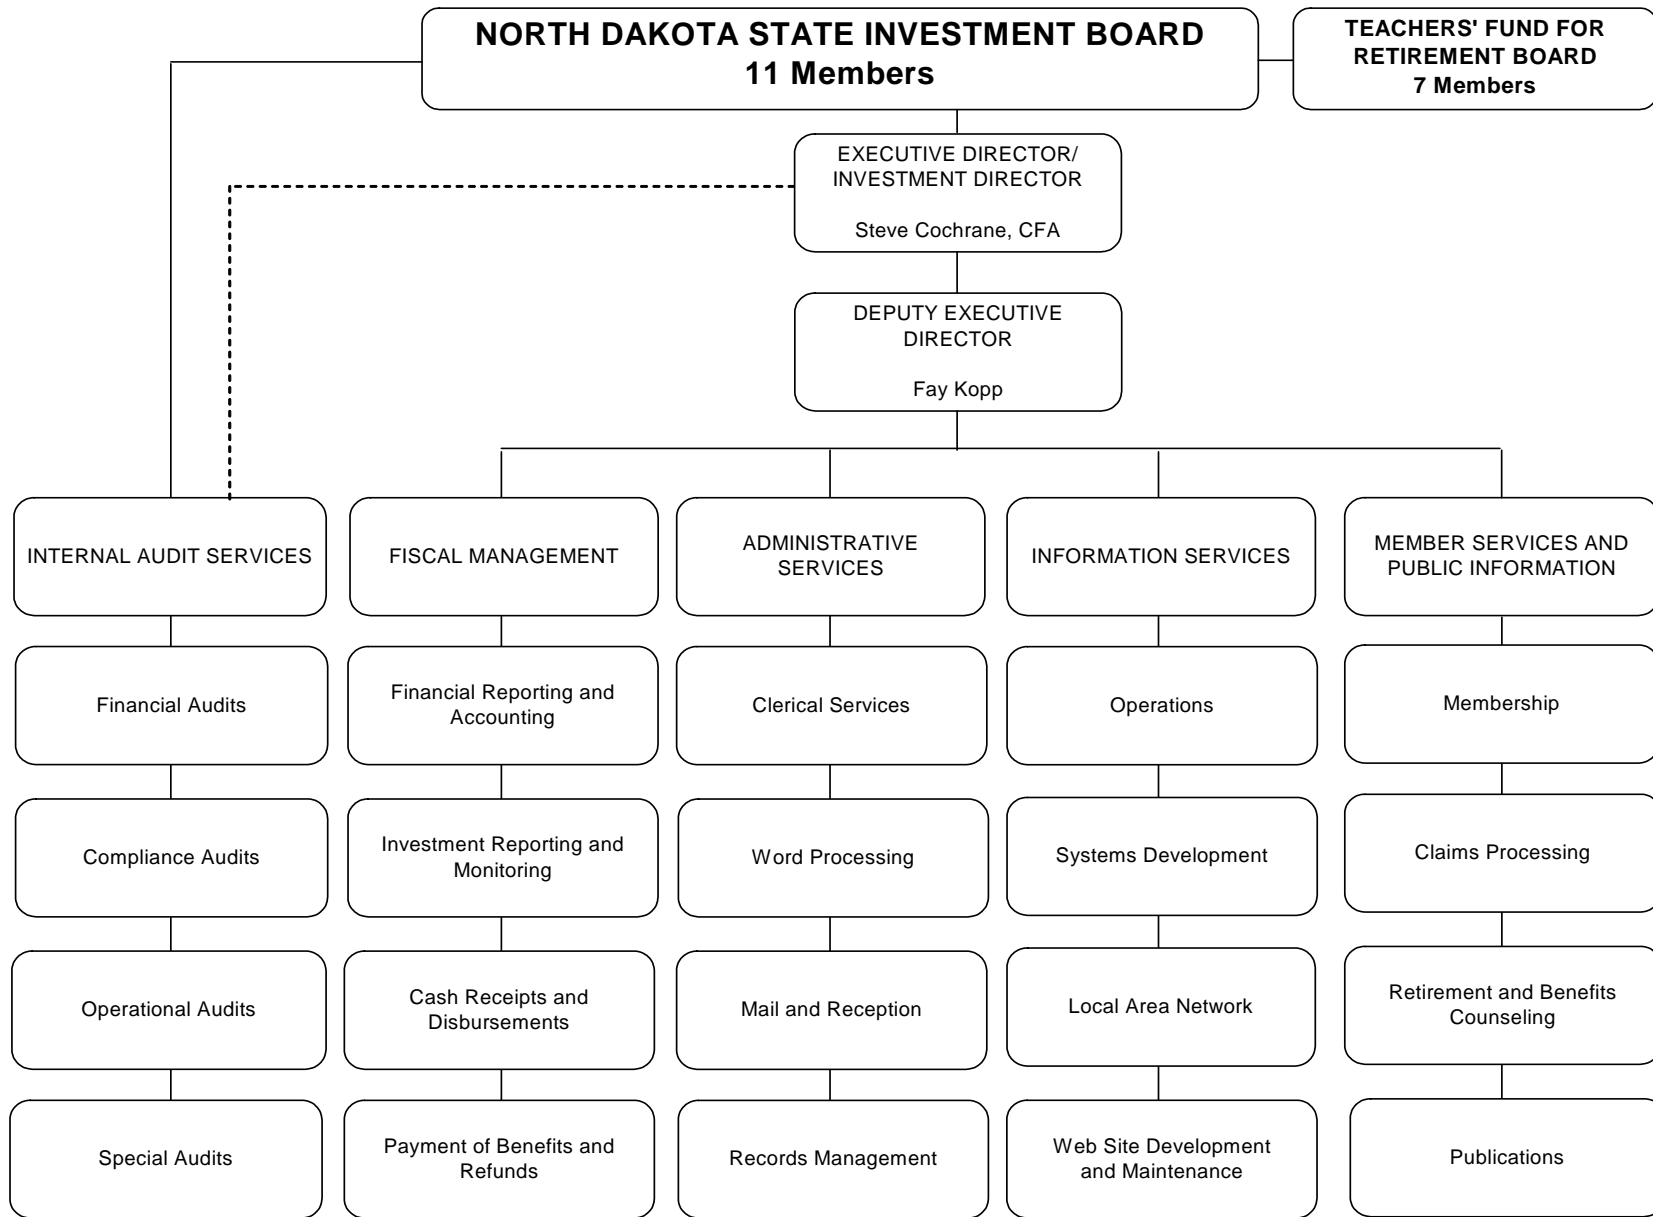 NORTH DAKOTA STATE INVESTMENT BOARD
11 Members
TEACHERS' FUND FOR
RETIREMENT BOARD
7 Members
EXECUTIVE DIRECTOR/
INVESTMENT DIRECTOR
Steve Cochrane, CFA
DEPUTY EXECUTIVE
DIRECTOR
Fay Kopp
INTERNAL AUDIT SERVICES
FISCAL MANAGEMENT
ADMINISTRATIVE
SERVICES
INFORMATION SERVICES
MEMBER SERVICES AND
PUBLIC INFORMATION
Financial Audits
Financial Reporting and
Accounting
Clerical Services
Operations
Membership
Compliance Audits
Investment Reporting and
Monitoring
Word Processing
Systems Development
Claims Processing
Operational Audits
Cash Receipts and
Disbursements
Mail and Reception
Local Area Network
Retirement and Benefits
Counseling
Special Audits
Payment of Benefits and
Refunds
Records Management
Web Site Development
and Maintenance
Publications